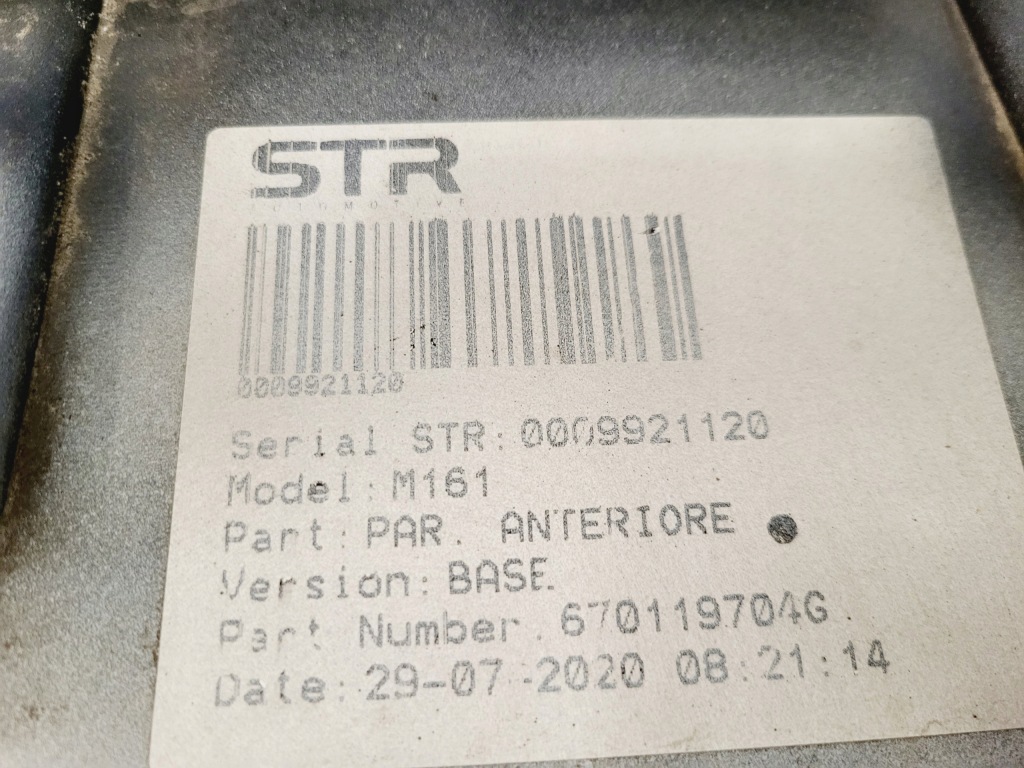 STR
AUTOMOTIVE
0009921120
Serial STR: 0009921120
Model: M161
Part: PAR. ANTERIORE
Version: BASE
Part Number: 670119704G
Date: 29-07-2020 08:21:14